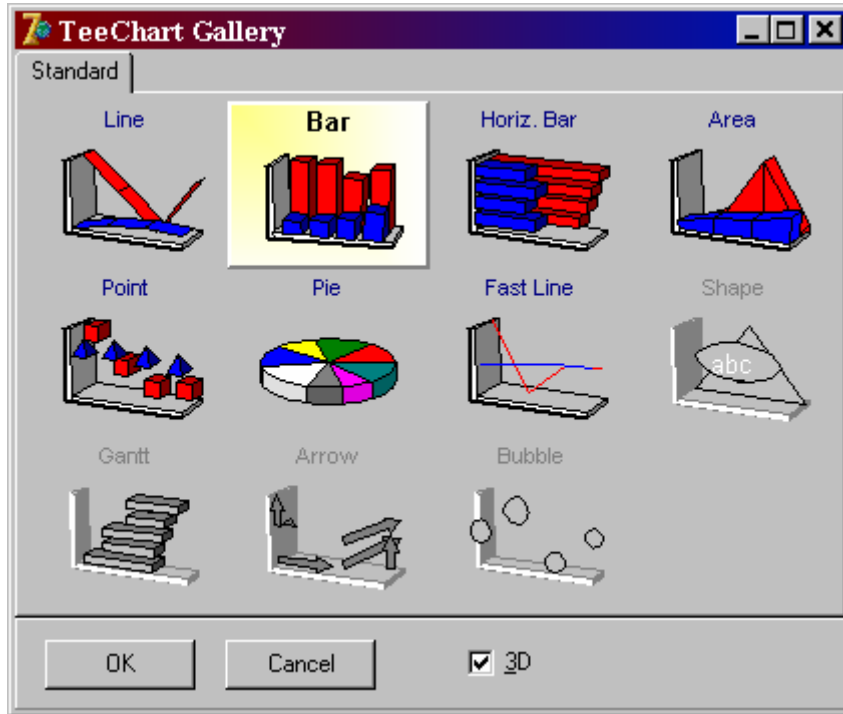 TeeChart Gallery
Standard
Line Bar Horiz. Bar Area
Point Pie Fast Line Shape
abc
Gantt Arrow Bubble
OK Cancel 3D